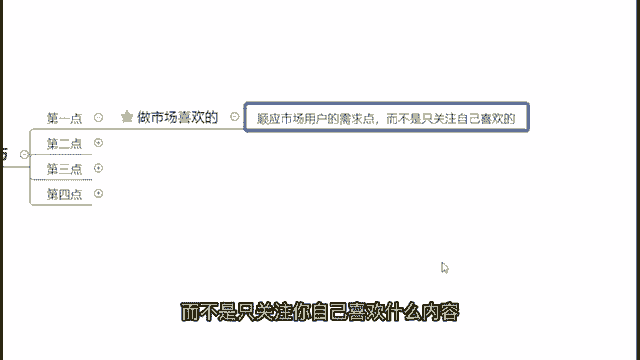 第一点
做市场喜欢的
顺应市场用户的需求点，而不是只关注自己喜欢的
第二点
第三点
第四点
而不是只关注你自己喜欢什么内容